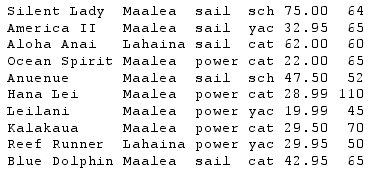 Silent Lady Maalea sail sch 75.00 64
America II Maalea sail yac 32.95 65
Aloha Anai Lahaina sail cat 62.00 60
Ocean Spirit Maalea power cat 22.00 65
Anuenue Maalea sail sch 47.50 52
Hana Lei Maalea power cat 28.99 110
Leilani Maalea power yac 19.99 45
Kalakaua Maalea power cat 29.50 70
Reef Runner Lahaina power yac 29.95 50
Blue Dolphin Maalea sail cat 42.95 65